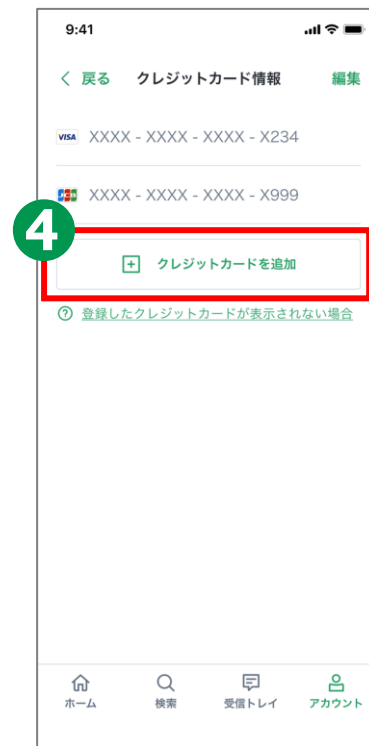 9:41
戻る クレジットカード情報 編集
VISA XXXX - XXXX - XXXX - X234
JCB XXXX - XXXX - XXXX - X999
4
クレジットカードを追加
? 登録したクレジットカードが表示されない場合
ホーム 検索 受信トレイ アカウント